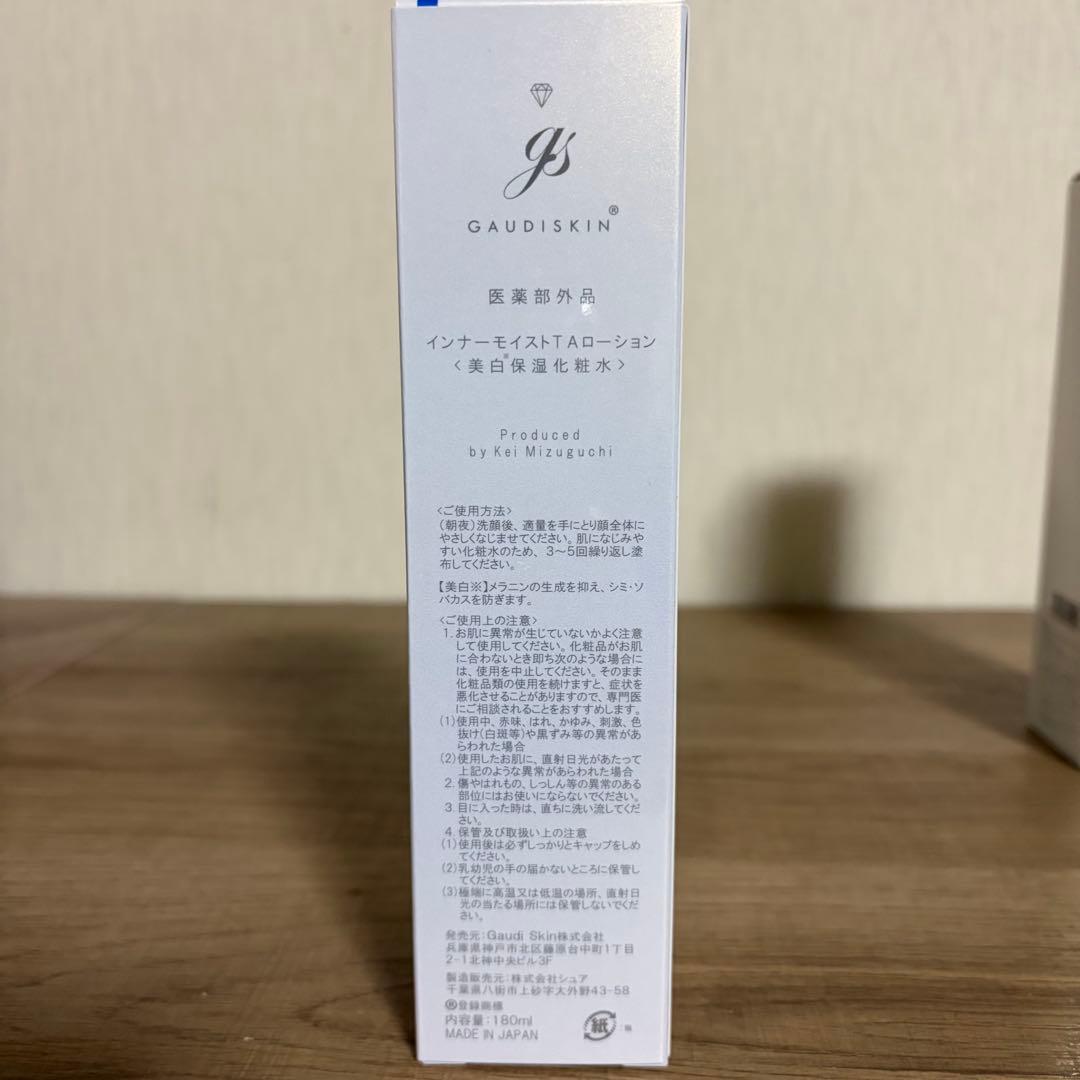 gs
GAUDISKIN®
医薬部外品
インナーモイストTAローション
<美白※保湿化粧水>
Produced
by Kei Mizuguchi
<ご使用方法>
(朝夜)洗顔後、適量を手にとり顔全体に
やさしくなじませてください。肌になじみや
すい化粧水のため、3~5回繰り返し塗
布してください。
【美白※】メラニンの生成を抑え、シミ・ソ
バカスを防ぎます。
<ご使用上の注意>
1. お肌に異常が生じていないかよく注意
して使用してください。化粧品がお肌
に合わないとき即ち次のような場合に
は、使用を中止してください。そのまま
化粧品類の使用を続けますと、症状を
悪化させることがありますので、専門医
にご相談されることをおすすめします。
(1)使用中、赤味、はれ、かゆみ、刺激、色
抜け(白斑等)や黒ずみ等の異常があ
らわれた場合
(2)使用したお肌に、直射日光があたって
上記のような異常があらわれた場合
2. 傷やはれもの、しっしん等の異常のある
部位にはお使いにならないでください。
3. 目に入った時は、直ちに洗い流してくだ
さい。
4. 保管及び取扱い上の注意
(1)使用後は必ずしっかりとキャップをしめ
てください。
(2)乳幼児の手の届かないところに保管し
てください。
(3)極端に高温又は低温の場所、直射日
光の当たる場所には保管しないでくだ
さい。
発売元:Gaudi Skin株式会社
兵庫県神戸市北区藤原台中町1丁目
2-1北神中央ビル3F
製造販売元:株式会社シュア
千葉県八街市上砂字大外野43-58
®登録商標
内容量:180ml
MADE IN JAPAN
紙